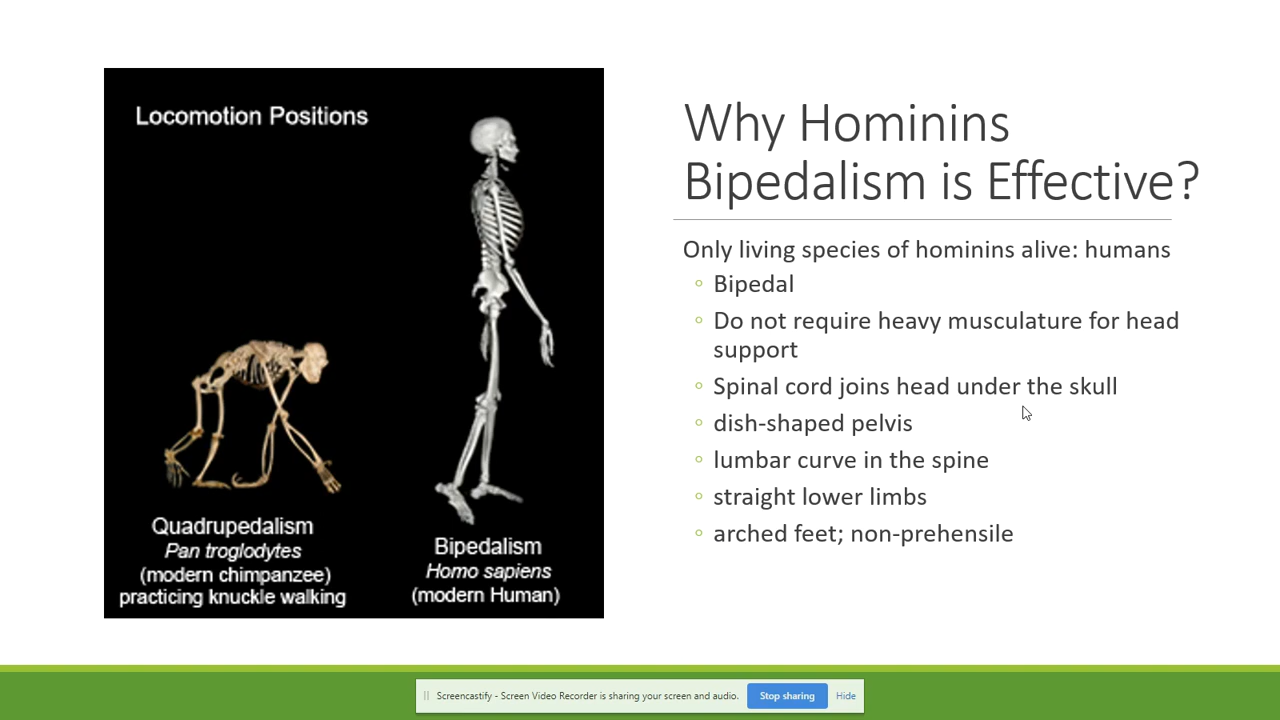 Locomotion Positions
Quadrupedalism
Pan troglodytes
(modern chimpanzee)
practicing knuckle walking
Bipedalism
Homo sapiens
(modern Human)
Why Hominins
Bipedalism is Effective?
Only living species of hominins alive: humans
◦ Bipedal
◦ Do not require heavy musculature for head
support
◦ Spinal cord joins head under the skull
◦ dish-shaped pelvis
◦ lumbar curve in the spine
◦ straight lower limbs
◦ arched feet; non-prehensile
Screencastify - Screen Video Recorder is sharing your screen and audio. Stop sharing Hide